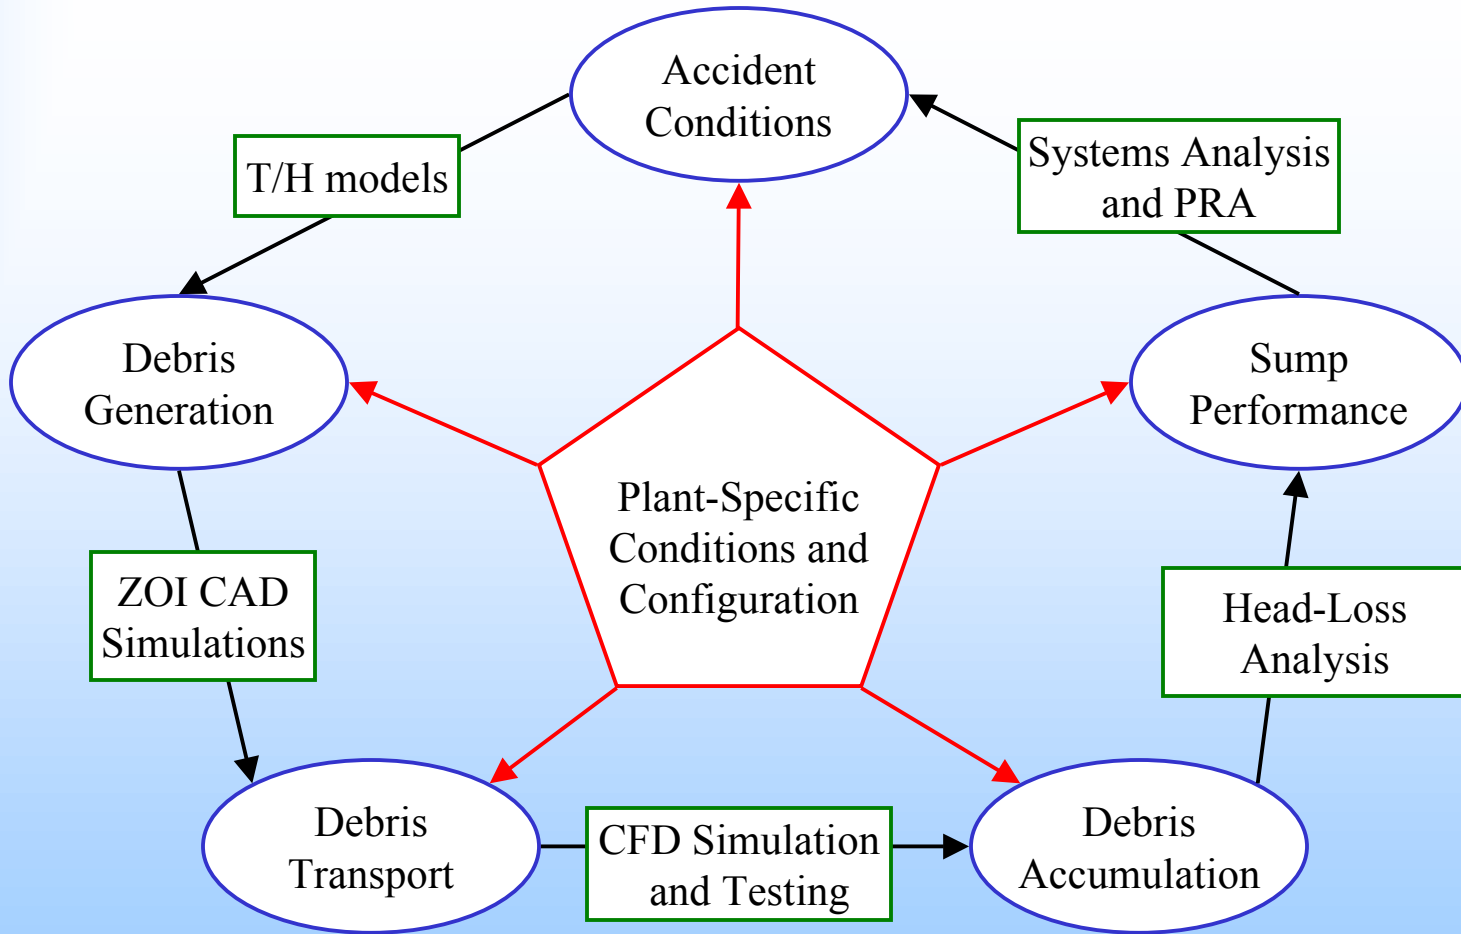 Accident
Conditions
T/H models
Systems Analysis
and PRA
Debris
Generation
Sump
Performance
Plant-Specific
Conditions and
Configuration
ZOI CAD
Simulations
Head-Loss
Analysis
Debris
Transport
CFD Simulation
and Testing
Debris
Accumulation